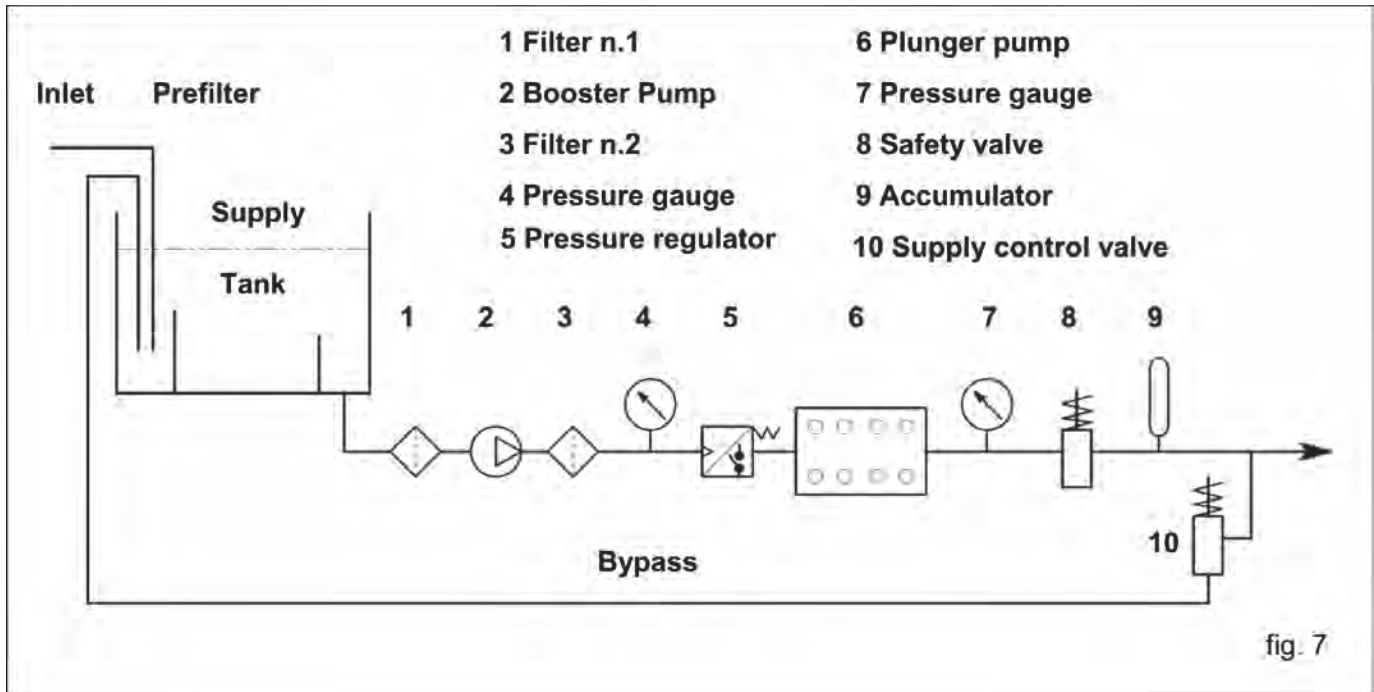 1 Filter n.1
2 Booster Pump
3 Filter n.2
4 Pressure gauge
5 Pressure regulator
6 Plunger pump
7 Pressure gauge
8 Safety valve
9 Accumulator
10 Supply control valve
Inlet Prefilter
Supply
Tank
1 2 3 4 5 6 7 8 9
10
Bypass
fig. 7